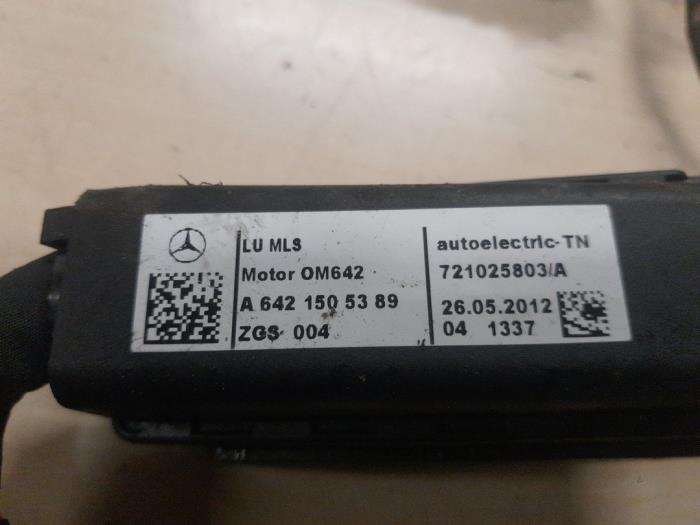 LU MLS
Motor OM642
A 642 150 53 89
ZGS 004
autoelectric-TN
721025803/A
26.05.2012
04 1337